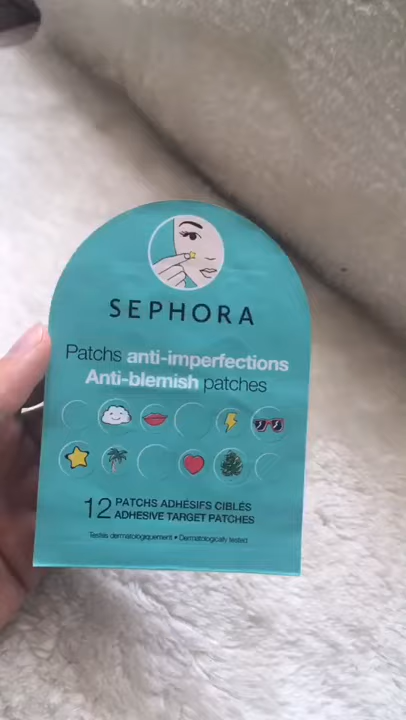 SEPHORA
Patchs anti-imperfections
Anti-blemish patches
12 PATCHS ADHÉSIFS CIBLÉS
ADHESIVE TARGET PATCHES
Testés dermatologiquement • Dermatologically tested